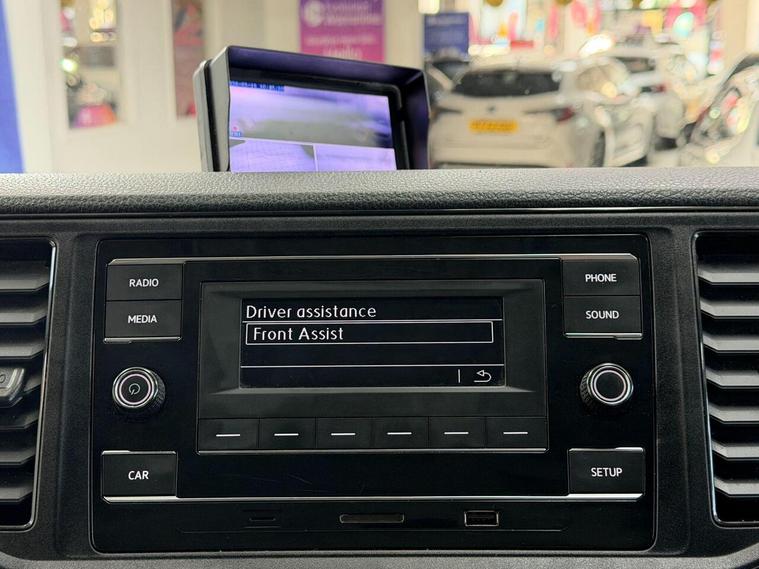 RADIO
MEDIA
PHONE
SOUND
Driver assistance
Front Assist
CAR
SETUP